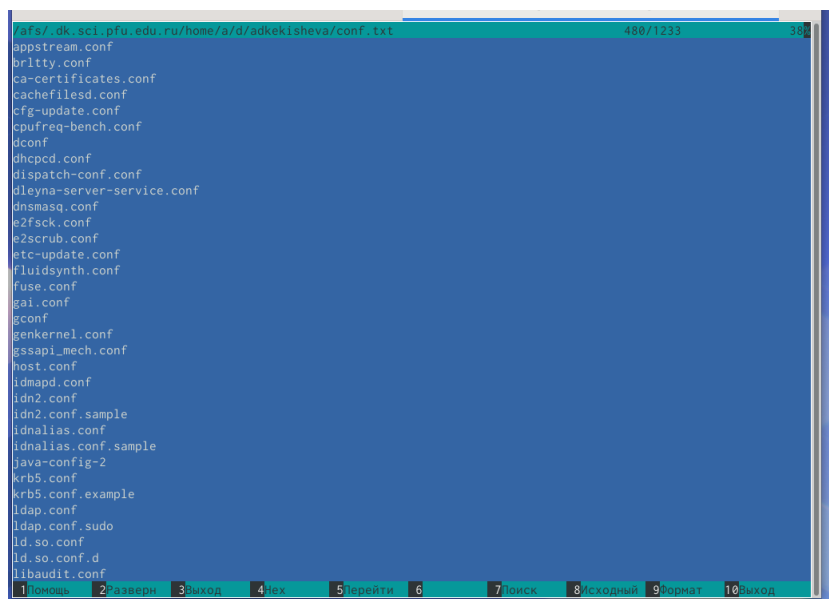 /afs/.dk.sci.pfu.edu.ru/home/a/d/adkekisheva/conf.txt 480/1233 38%
appstream.conf
brltty.conf
ca-certificates.conf
cachefilesd.conf
cfg-update.conf
cpufreq-bench.conf
dconf
dhcpcd.conf
dispatch-conf.conf
dleyna-server-service.conf
dnsmasq.conf
e2fsck.conf
e2scrub.conf
etc-update.conf
fluidsynth.conf
fuse.conf
gai.conf
gconf
genkernel.conf
gssapi_mech.conf
host.conf
idmapd.conf
idn2.conf
idn2.conf.sample
idnalias.conf
idnalias.conf.sample
java-config-2
krb5.conf
krb5.conf.example
ldap.conf
ldap.conf.sudo
ld.so.conf
ld.so.conf.d
libaudit.conf
1Помощь 2Разверн 3Выход 4Hex 5Перейти 6 7Поиск 8Исходный 9Формат 10Выход